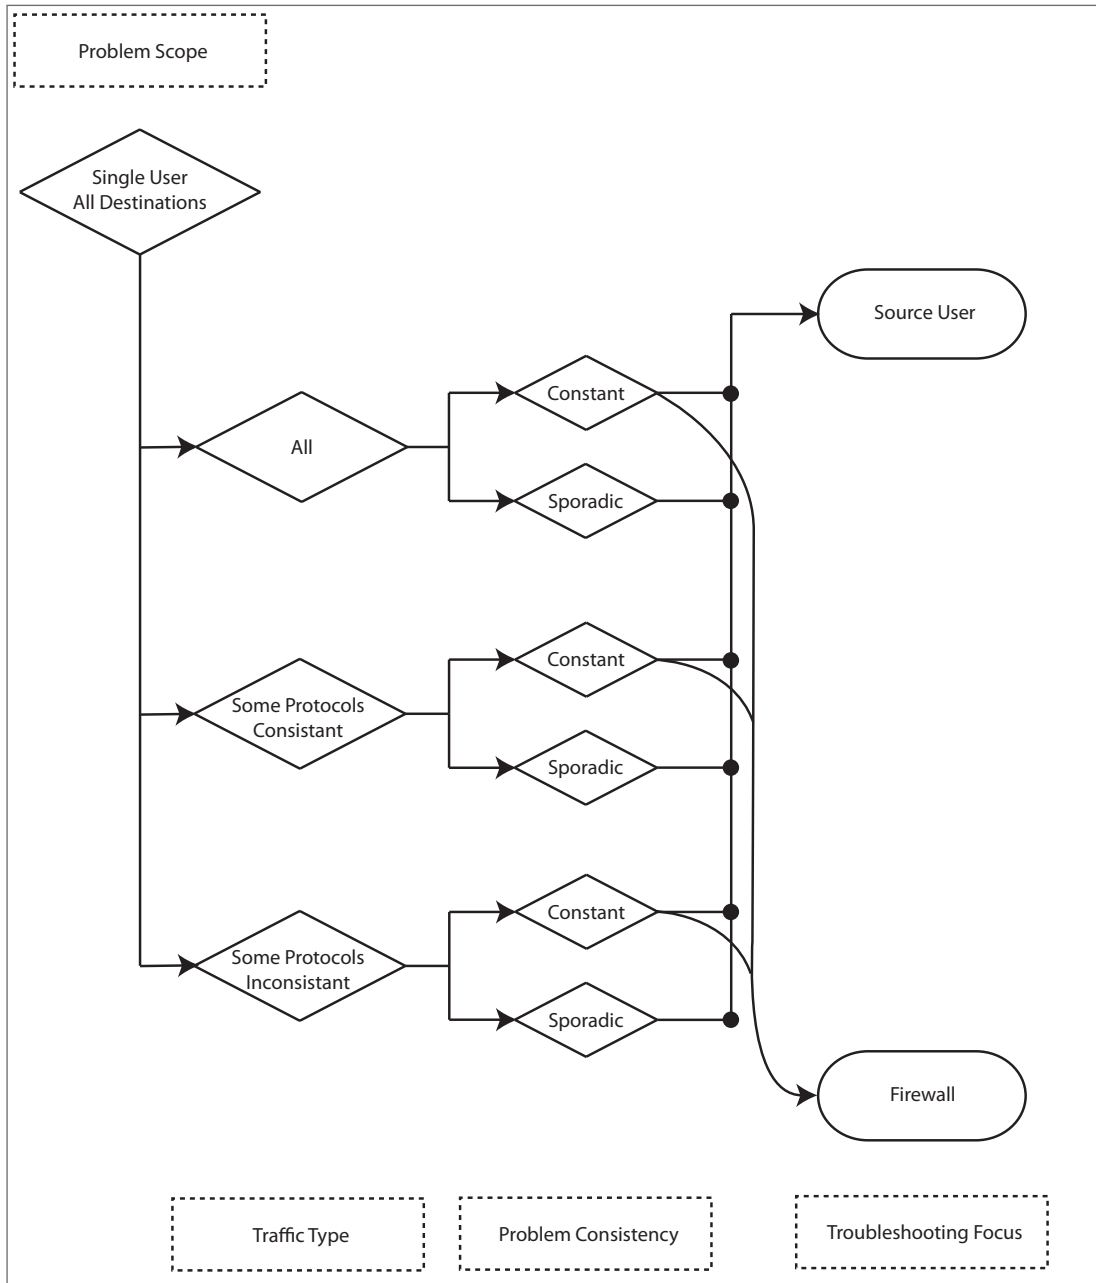 Problem Scope
Single User
All Destinations
Source User
Constant
All
Sporadic
Constant
Some Protocols
Consistant
Sporadic
Constant
Some Protocols
Inconsistant
Sporadic
Firewall
Traffic Type
Problem Consistency
Troubleshooting Focus